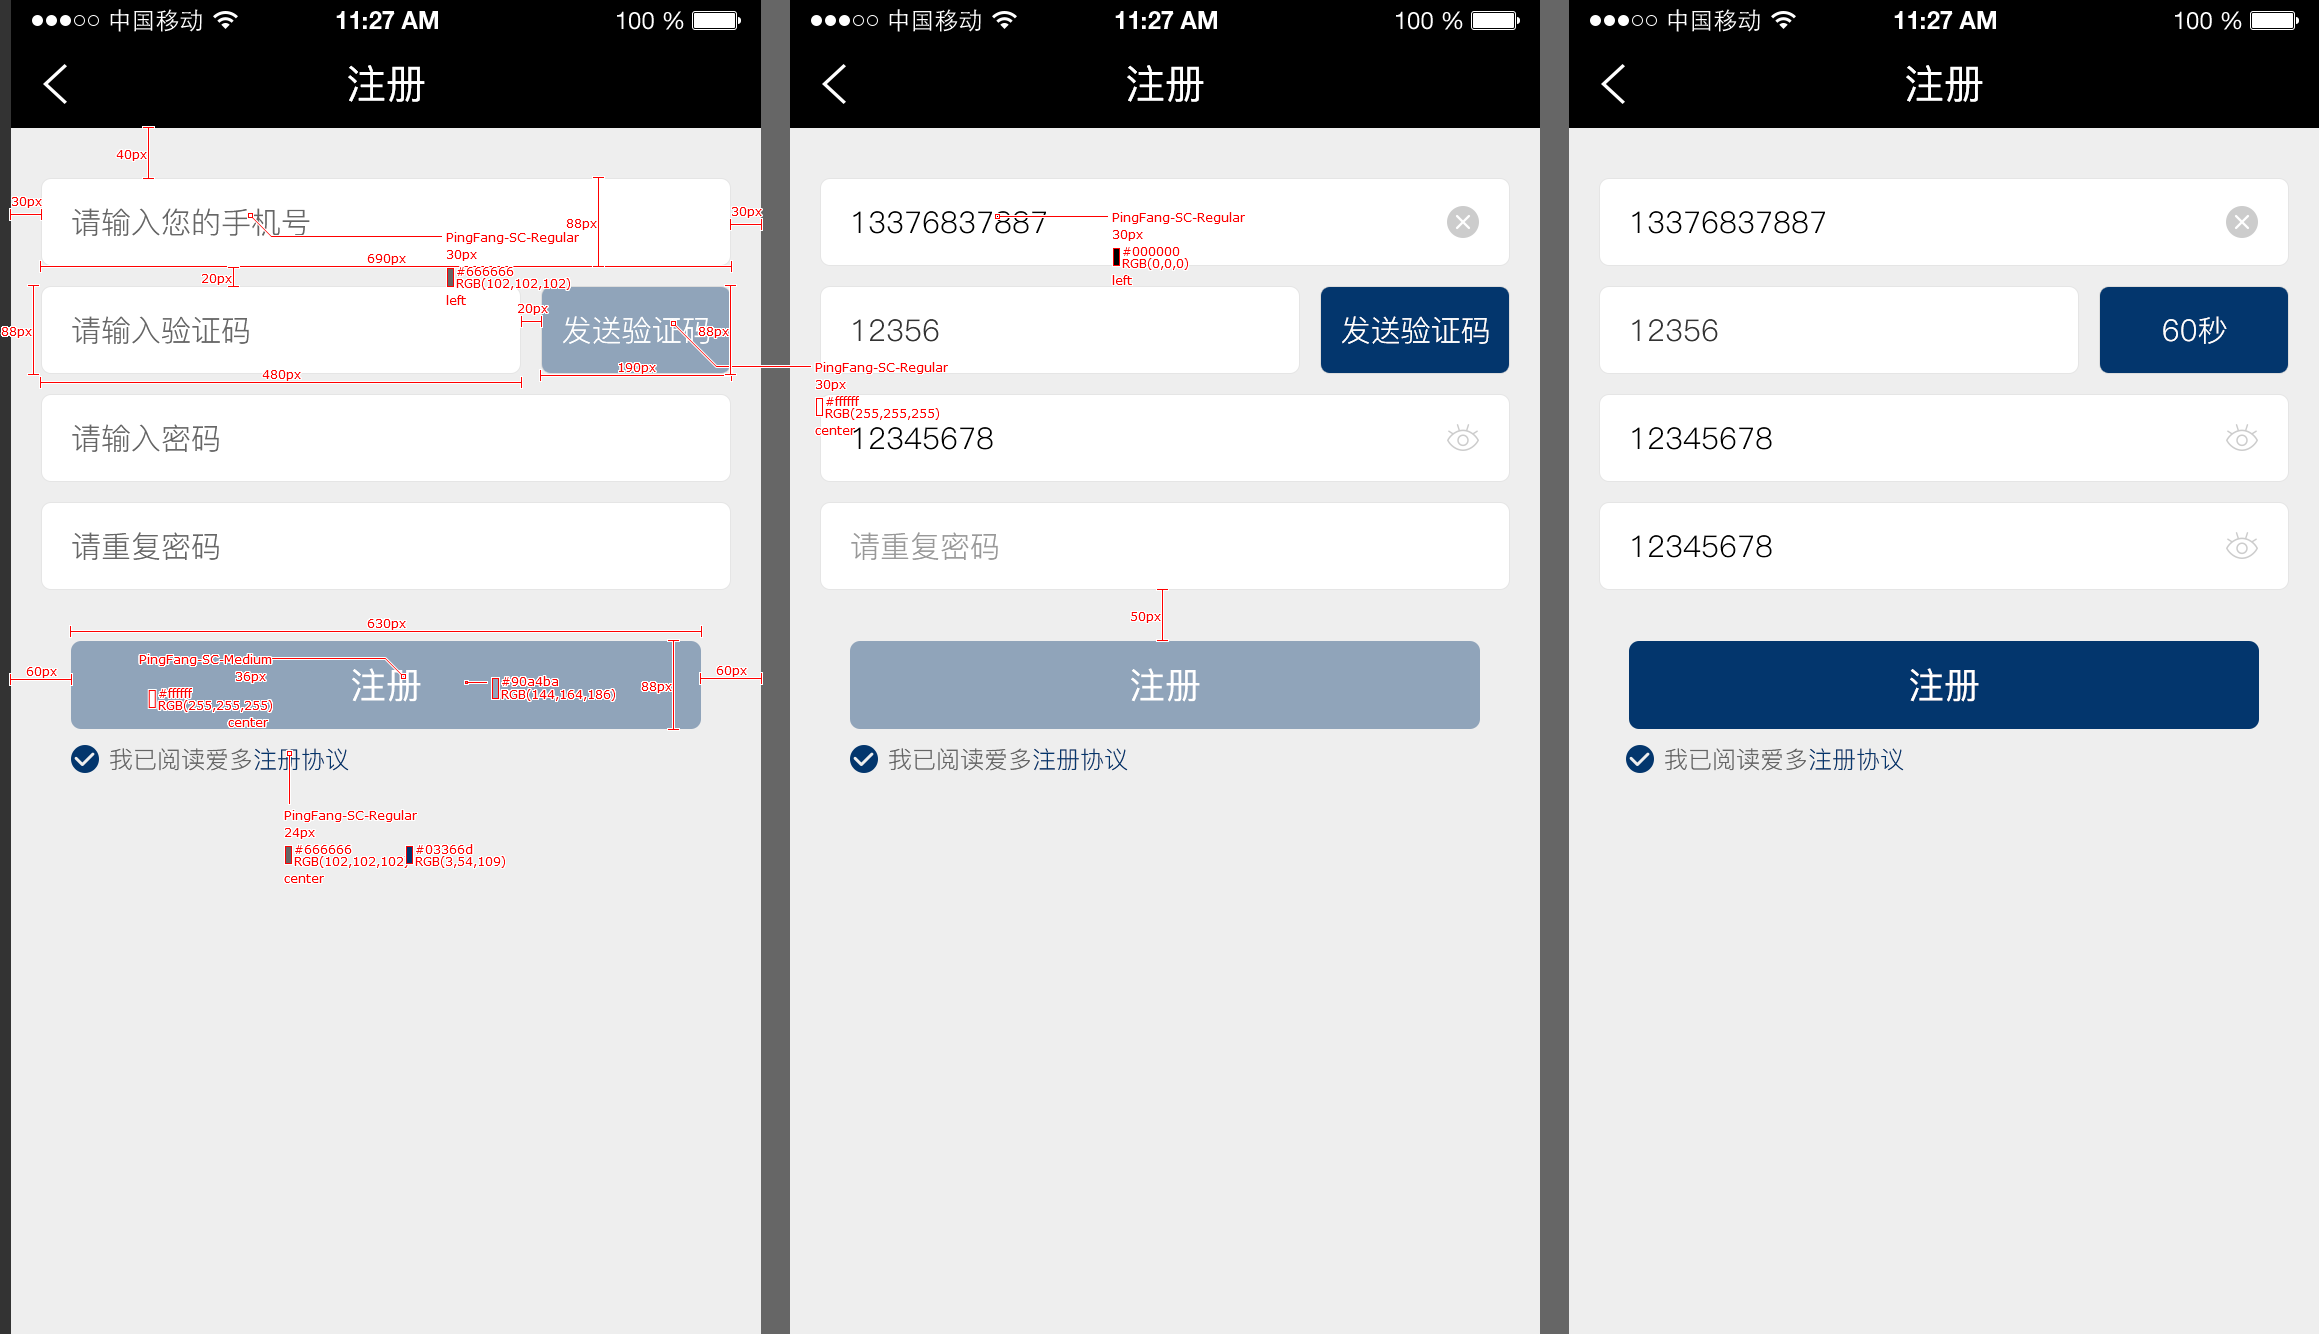 中国移动 11:27 AM 100 %
注册
40px
30px
请输入您的手机号
88px
30px
PingFang-SC-Regular
30px
#666666
RGB(102,102,102)
left
690px
20px
88px
请输入验证码
20px
发送验证码
88px
480px
190px
PingFang-SC-Regular
30px
#ffffff
RGB(255,255,255)
center
请输入密码
请重复密码
630px
60px
PingFang-SC-Medium
36px
#ffffff
RGB(255,255,255)
center
注册
#90a4ba
RGB(144,164,186)
88px
60px
我已阅读爱多注册协议
PingFang-SC-Regular
24px
#666666
RGB(102,102,102)
#03366d
RGB(3,54,109)
center
中国移动 11:27 AM 100 %
注册
13376837887
PingFang-SC-Regular
30px
#000000
RGB(0,0,0)
left
12356
发送验证码
12345678
请重复密码
50px
注册
我已阅读爱多注册协议
中国移动 11:27 AM 100 %
注册
13376837887
12356
60秒
12345678
12345678
注册
我已阅读爱多注册协议